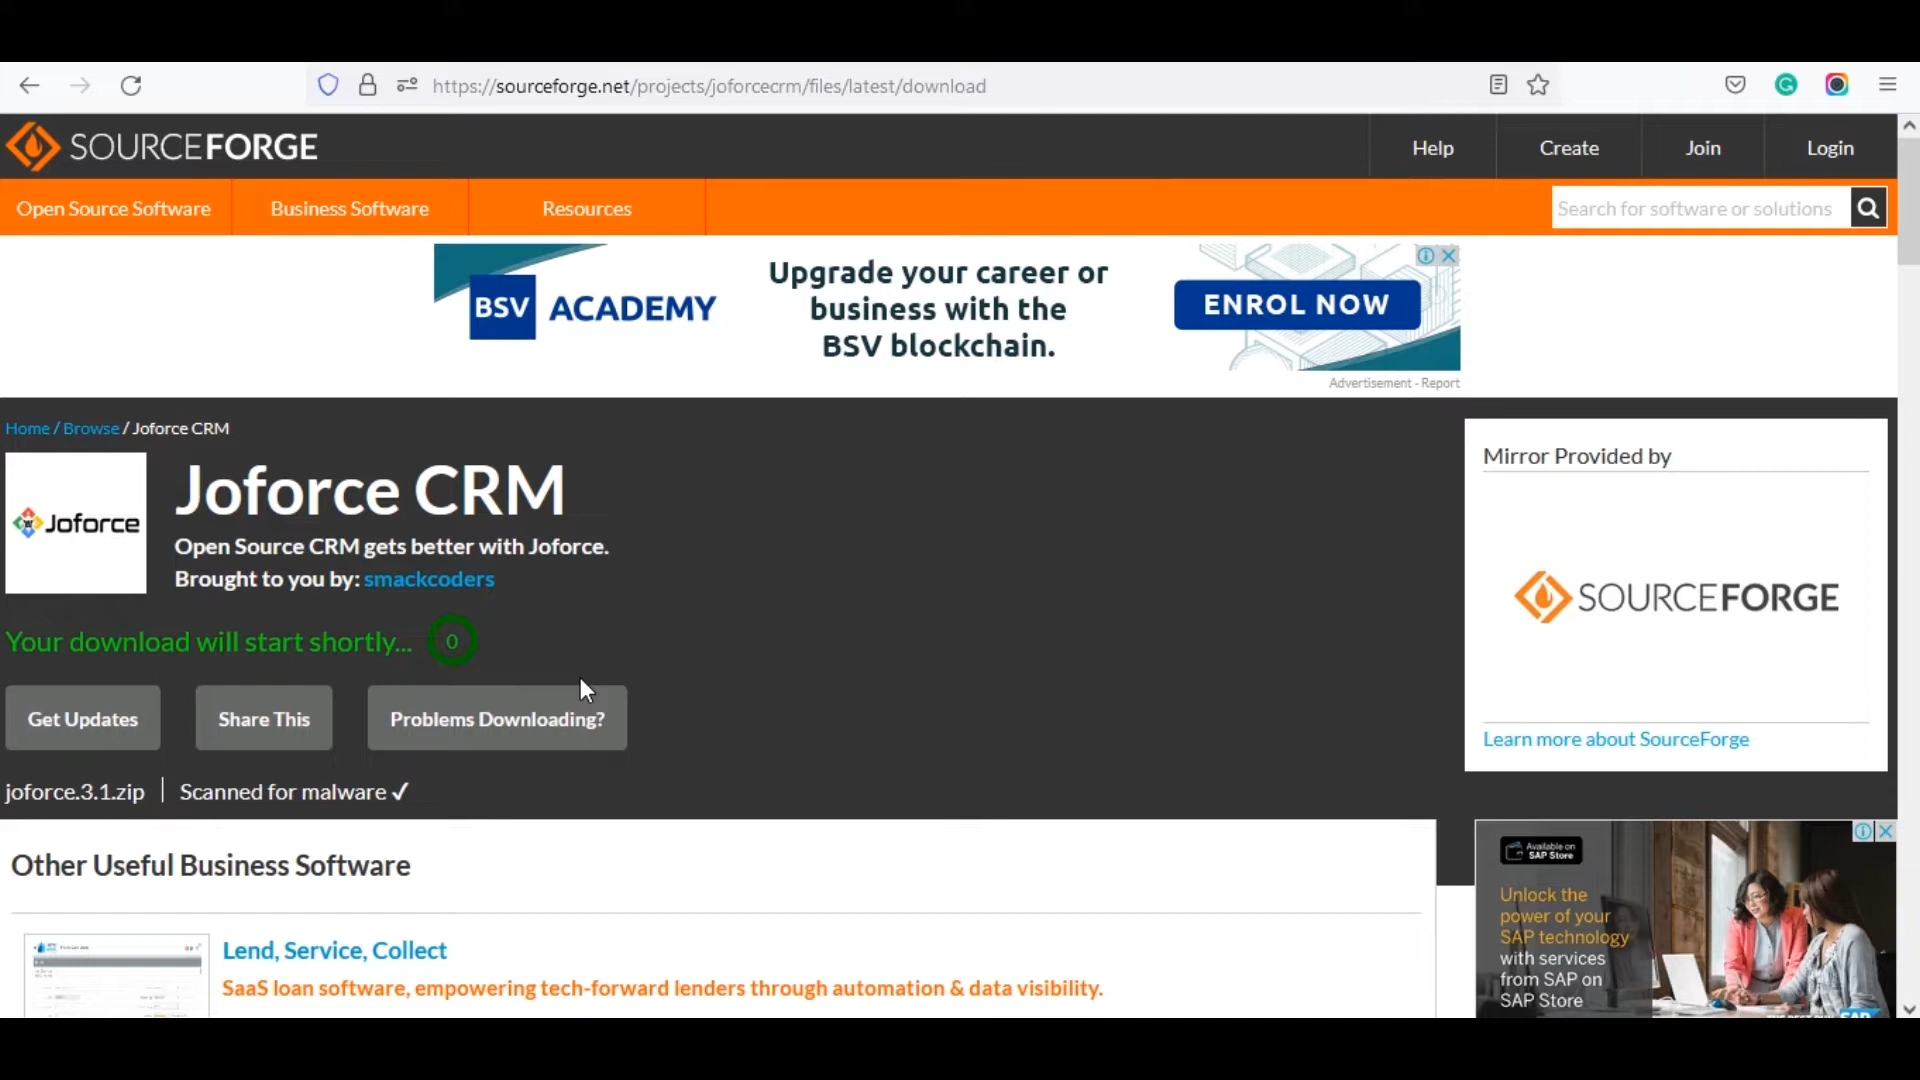 https://sourceforge.net/projects/joforcecrm/files/latest/download
SOURCEFORGE
Help
Create
Join
Login
Open Source Software
Business Software
Resources
Search for software or solutions
BSV ACADEMY
Upgrade your career or
business with the
BSV blockchain.
ENROL NOW
Advertisement - Report
Home / Browse / Joforce CRM
Joforce
Joforce CRM
Open Source CRM gets better with Joforce.
Brought to you by: smackcoders
Your download will start shortly... 0
Get Updates
Share This
Problems Downloading?
joforce.3.1.zip
Scanned for malware ✓
Mirror Provided by
SOURCEFORGE
Learn more about SourceForge
Other Useful Business Software
Lend, Service, Collect
SaaS loan software, empowering tech-forward lenders through automation & data visibility.
Available on
SAP Store
Unlock the
power of your
SAP technology
with services
from SAP on
SAP Store
SAP